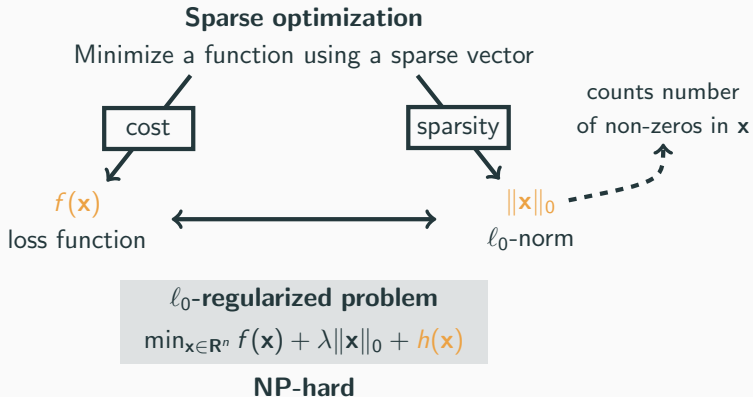 Sparse optimization
Minimize a function using a sparse vector
cost
sparsity
counts number
of non-zeros in x
f(x)
loss function
‖x‖₀
ℓ₀-norm
ℓ₀-regularized problem
min_{x∈Rⁿ} f(x) + λ‖x‖₀ + h(x)
NP-hard